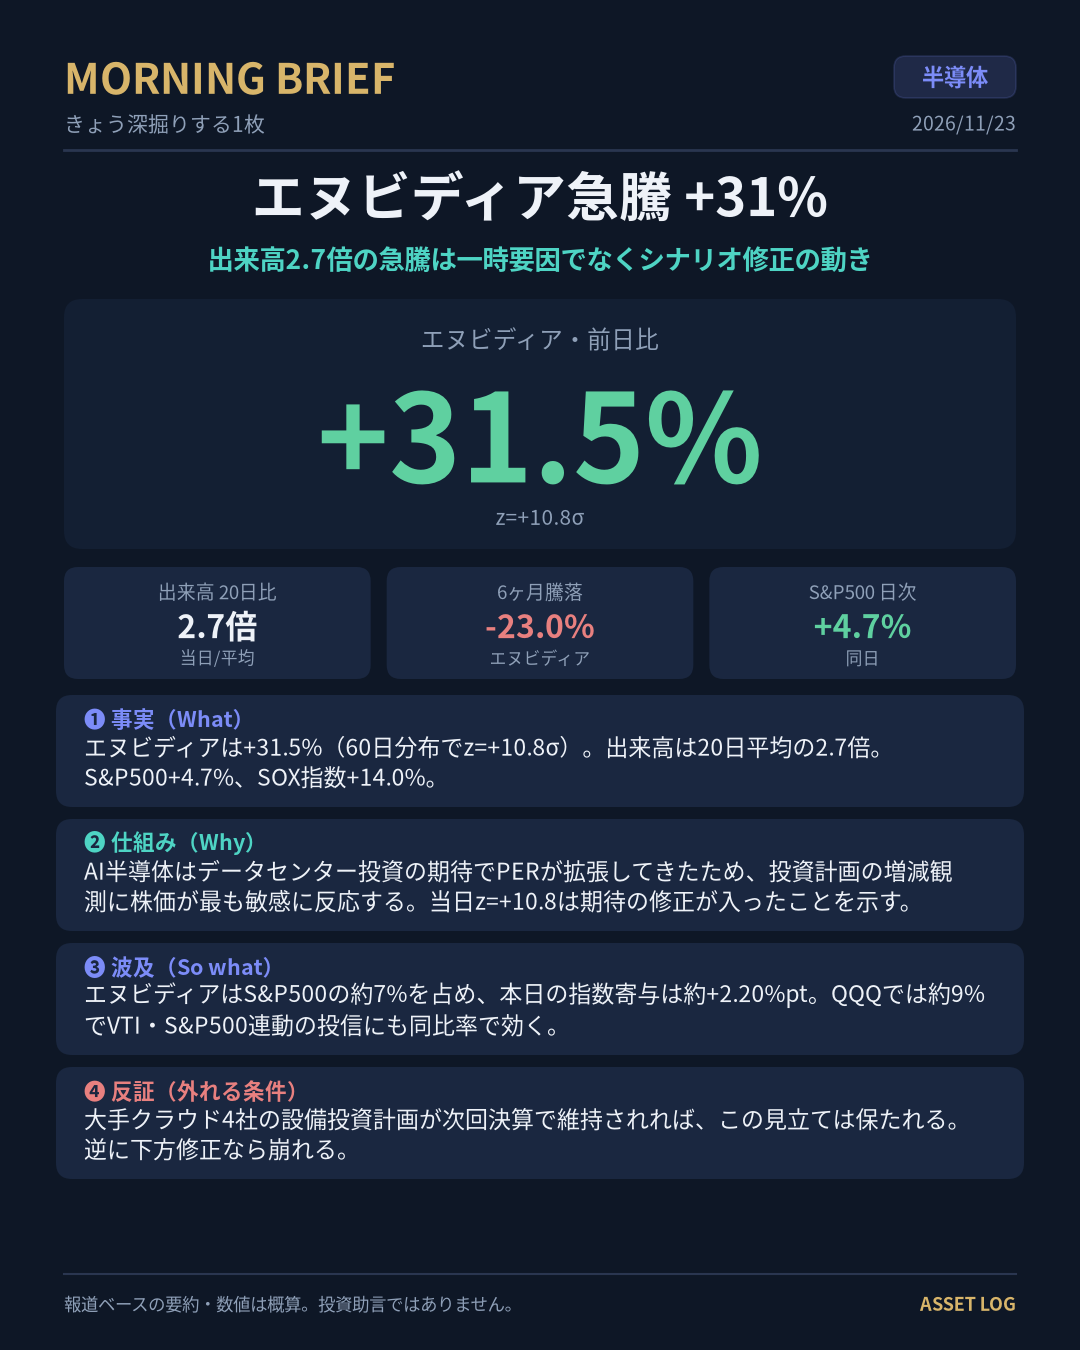 MORNING BRIEF
半導体
きょう深掘りする1枚
2026/11/23
エヌビディア急騰 +31%
出来高2.7倍の急騰は一時要因でなくシナリオ修正の動き
エヌビディア・前日比
+31.5%
z=+10.8σ
出来高 20日比
2.7倍
当日/平均
6ヶ月騰落
-23.0%
エヌビディア
S&P500 日次
+4.7%
同日
❶ 事実（What）
エヌビディアは+31.5%（60日分布でz=+10.8σ）。出来高は20日平均の2.7倍。
S&P500+4.7%、SOX指数+14.0%。
❷ 仕組み（Why）
AI半導体はデータセンター投資の期待でPERが拡張してきたため、投資計画の増減観
測に株価が最も敏感に反応する。当日z=+10.8は期待の修正が入ったことを示す。
❸ 波及（So what）
エヌビディアはS&P500の約7%を占め、本日の指数寄与は約+2.20%pt。QQQでは約9%
でVTI・S&P500連動の投信にも同比率で効く。
❹ 反証（外れる条件）
大手クラウド4社の設備投資計画が次回決算で維持されれば、この見立ては保たれる。
逆に下方修正なら崩れる。
報道ベースの要約・数値は概算。投資助言ではありません。
ASSET LOG